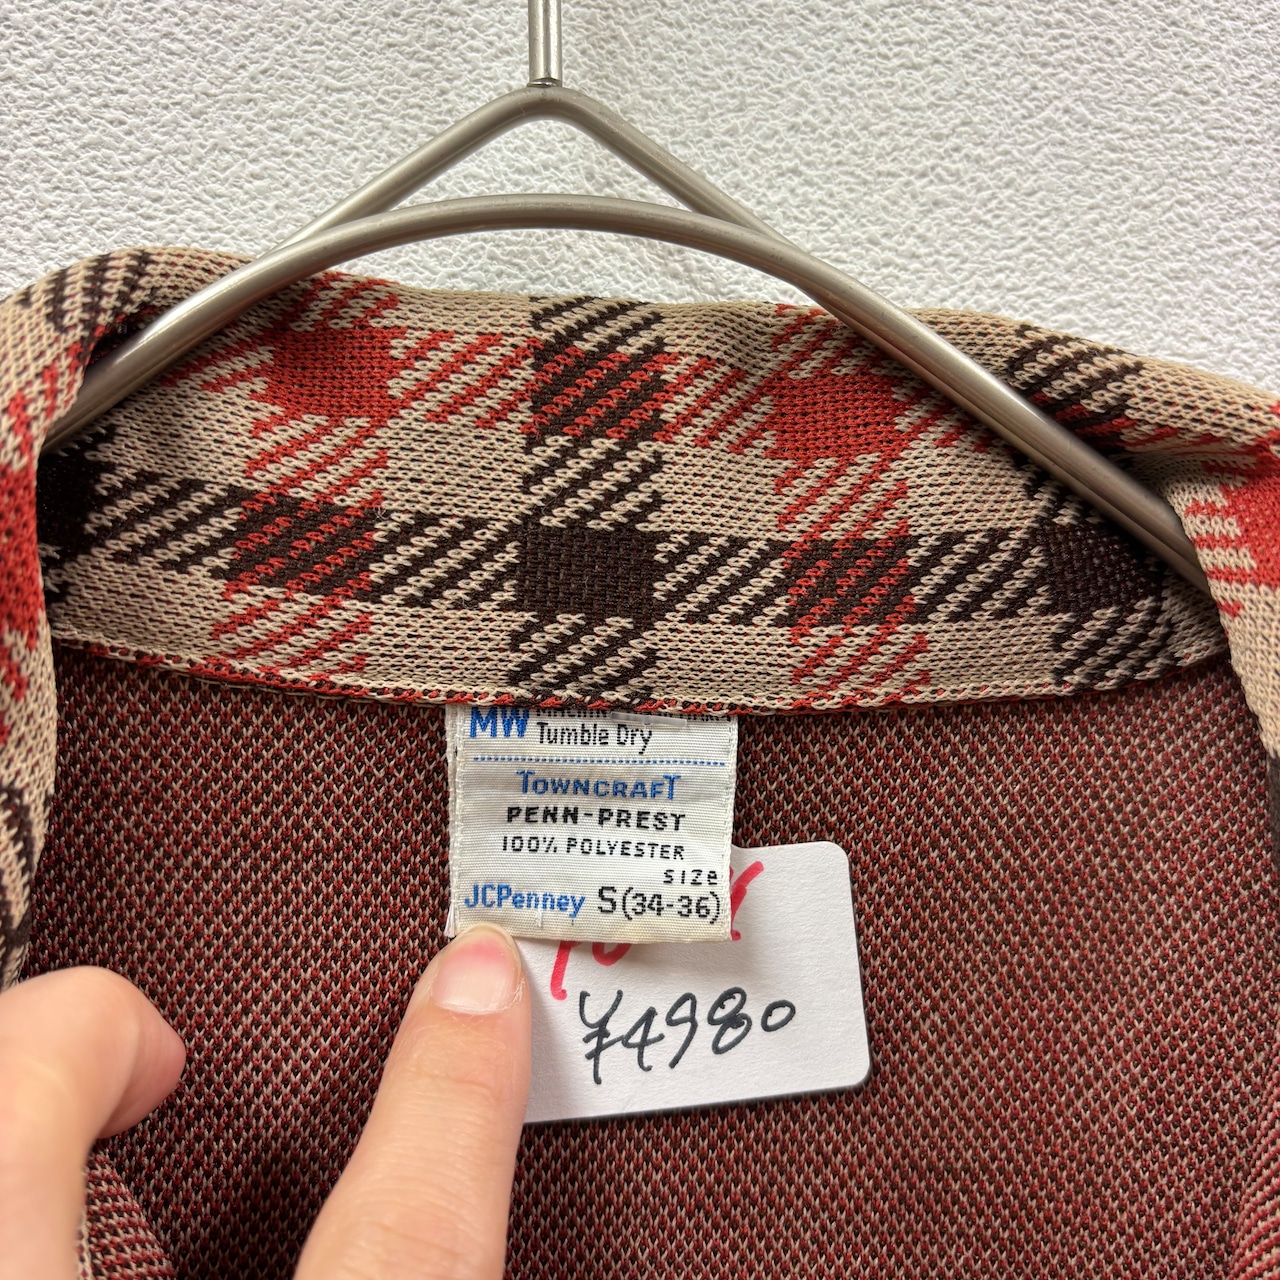 MW
Tumble Dry
TOWNCRAFT
PENN-PREST
100% POLYESTER
SIZE
JCPenney S(34-36)
¥4980